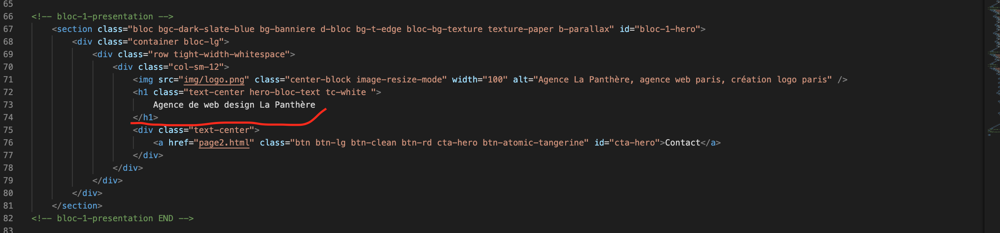 65
66 <!-- bloc-1-presentation -->
67 <section class="bloc bgc-dark-slate-blue bg-banniere d-bloc bg-t-edge bloc-bg-texture texture-paper b-parallax" id="bloc-1-hero">
68 <div class="container bloc-lg">
69 <div class="row tight-width-whitespace">
70 <div class="col-sm-12">
71 <img src="img/logo.png" class="center-block image-resize-mode" width="100" alt="Agence La Panthère, agence web paris, création logo paris" />
72 <h1 class="text-center hero-bloc-text tc-white ">
73 Agence de web design La Panthère
74 </h1>
75 <div class="text-center">
76 <a href="page2.html" class="btn btn-lg btn-clean btn-rd cta-hero btn-atomic-tangerine" id="cta-hero">Contact</a>
77 </div>
78 </div>
79 </div>
80 </div>
81 </section>
82 <!-- bloc-1-presentation END -->
83